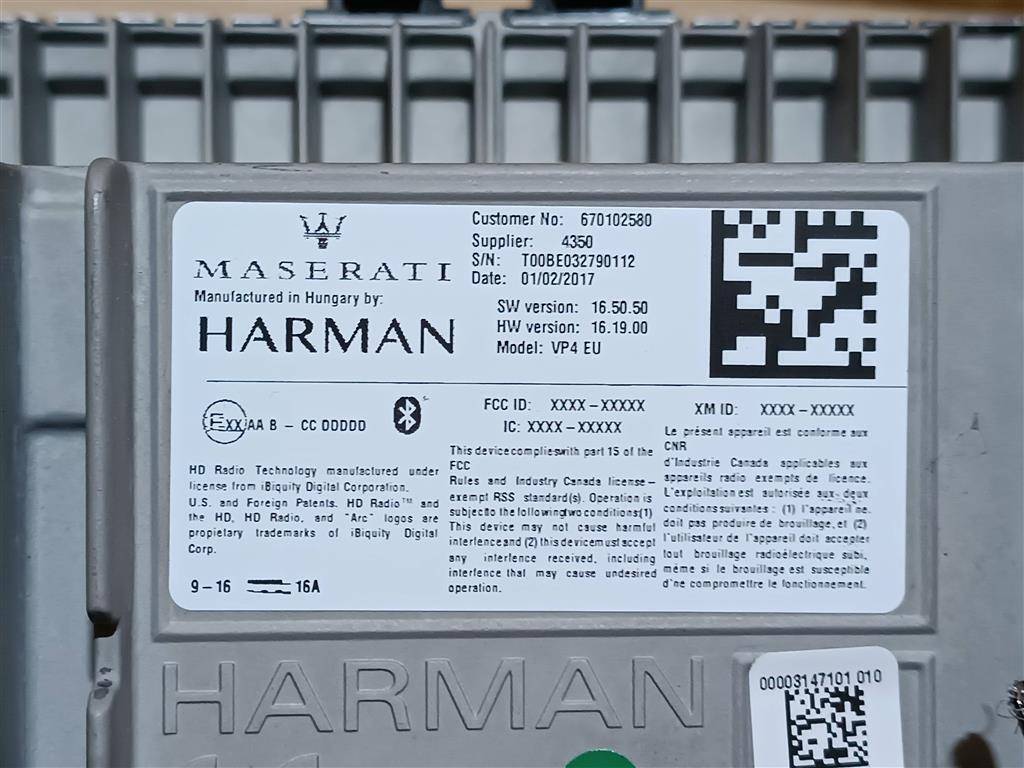 MASERATI
Manufactured in Hungary by:
HARMAN
Customer No: 670102580
Supplier: 4350
S/N: T00BE032790112
Date: 01/02/2017
SW version: 16.50.50
HW version: 16.19.00
Model: VP4 EU
Exx AA B - CC DDDDD
FCC ID: XXXX-XXXXX
IC: XXXX-XXXXX
XM ID: XXXX-XXXXX
HD Radio Technology manufactured under
license from iBiquity Digital Corporation.
U.S. and Foreign Patents. HD Radio™ and
the HD, HD Radio, and "Arc" logos are
propietary trademarks of iBiquity Digital
Corp.
9-16 16A
This device complies with part 15 of the
FCC
Rules and Industry Canada license-
exempt RSS standard(s). Operation is
subject to the following two conditions(1)
This device may not cause harmful
interference and (2) this device must accept
any interfence received, including
interfence that may cause undesired
operation.
Le présent appareil est conforme aux
CNR
d'Industrie Canada applicables aux
appareils radio exempts de licence.
L'exploitation est autorisée aux deux
conditions suivantes : (1) l'appareil ne
doit pas produire de brouillage, et (2)
l'utilisateur de l'appareil doit accepter
tout brouillage radioélectrique subi,
même si le brouillage est susceptible
d'ne compromettre le fonctionnement.
HARMAN
00003147101 010